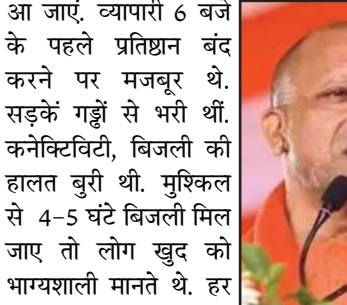 आ जाएं. व्यापारी 6 बजे
के पहले प्रतिष्ठान बंद
करने पर मजबूर थे.
सड़कें गड्ढों से भरी थीं.
कनेक्टिविटी, बिजली की
हालत बुरी थी. मुश्किल
से 4-5 घंटे बिजली मिल
जाए तो लोग खुद को
भाग्यशाली मानते थे. हर